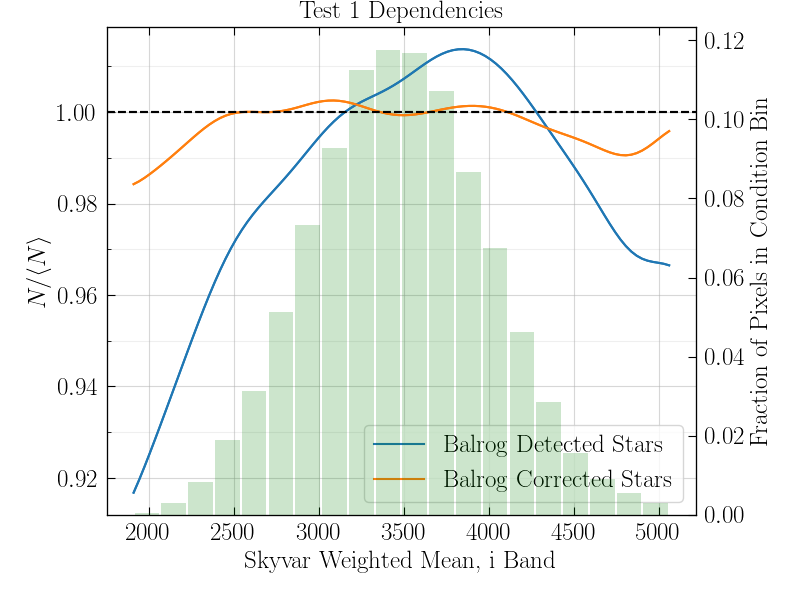 Test 1 Dependencies
1.00
0.98
0.96
0.94
0.92
N/⟨N⟩
0.12
0.10
0.08
0.06
0.04
0.02
0.00
Fraction of Pixels in Condition Bin
Balrog Detected Stars
Balrog Corrected Stars
2000 2500 3000 3500 4000 4500 5000
Skyvar Weighted Mean, i Band